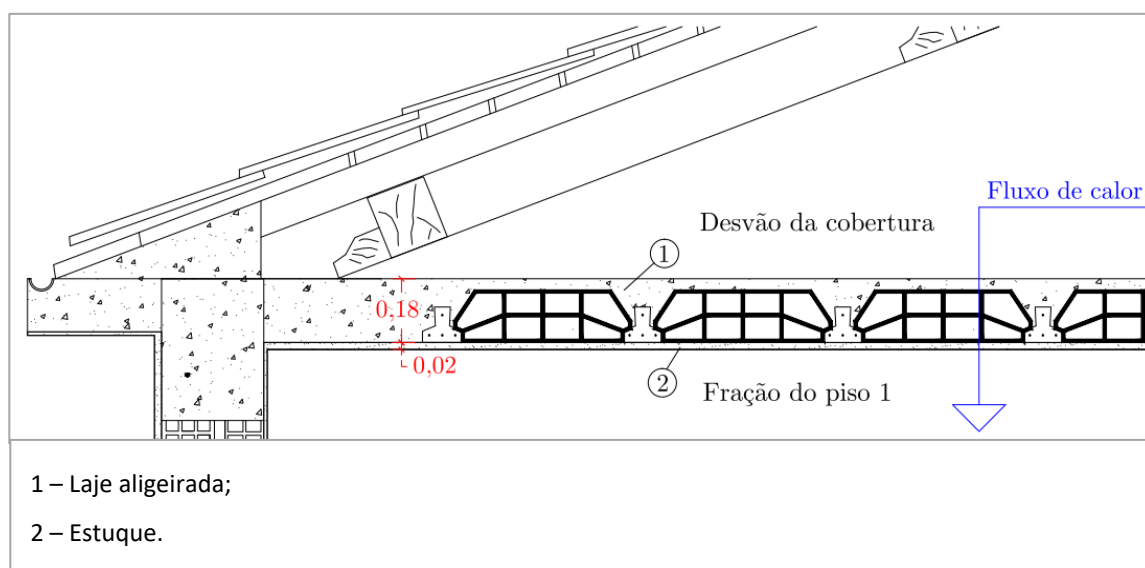 Fluxo de calor
Desvão da cobertura
1
0,18
0,02
2
Fração do piso 1
1 – Laje aligeirada;
2 – Estuque.